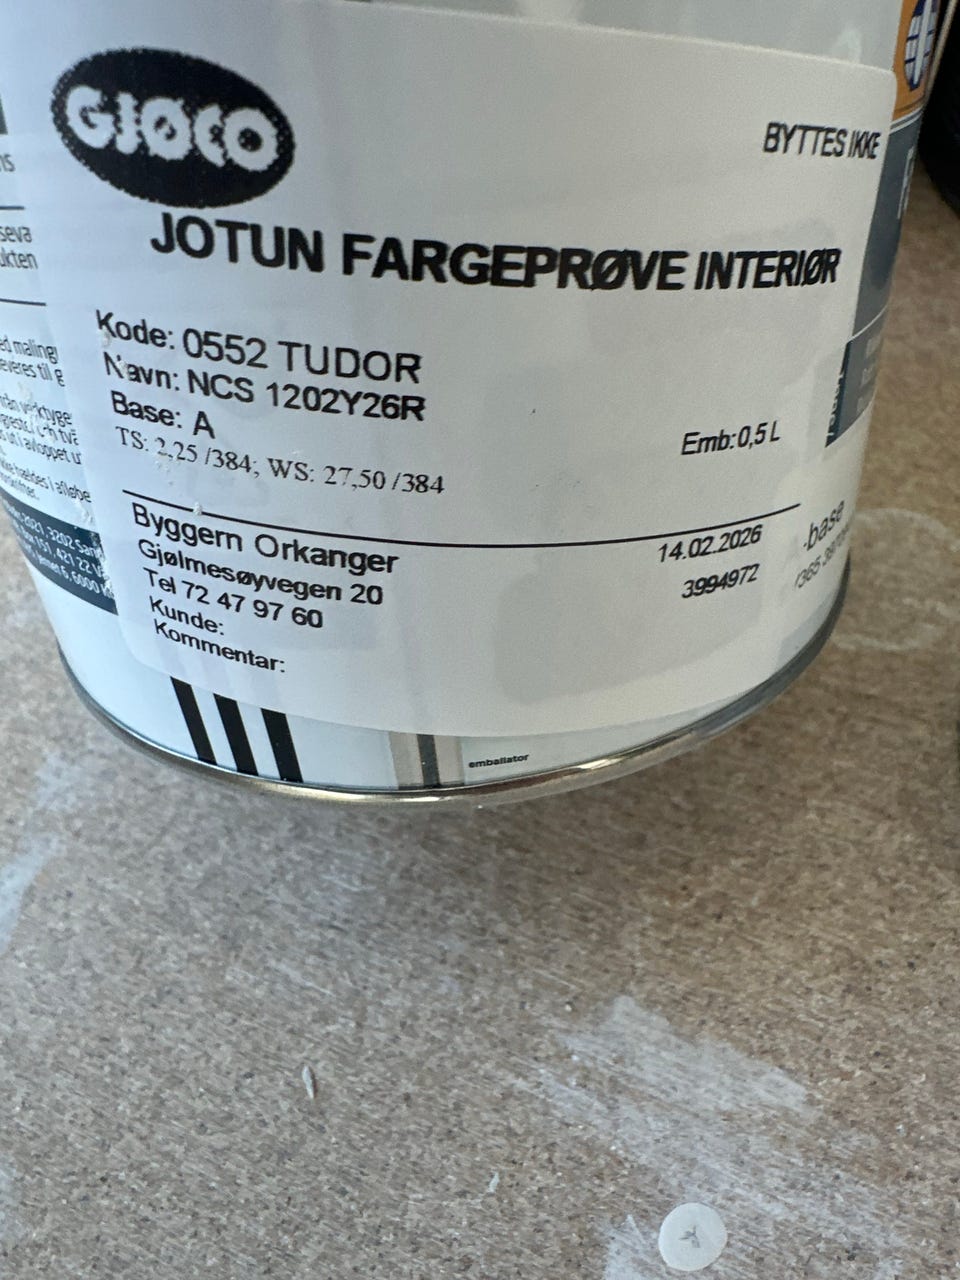 GJØCO
BYTTES IKKE
JOTUN FARGEPRØVE INTERIØR
Kode: 0552 TUDOR
Navn: NCS 1202Y26R
Base: A
Emb:0,5 L
TS: 2,25 /384; WS: 27,50 /384
Byggern Orkanger
14.02.2026
Gjølmesøyvegen 20
3994972
Tel 72 47 97 60
Kunde:
Kommentar:
emballator
base